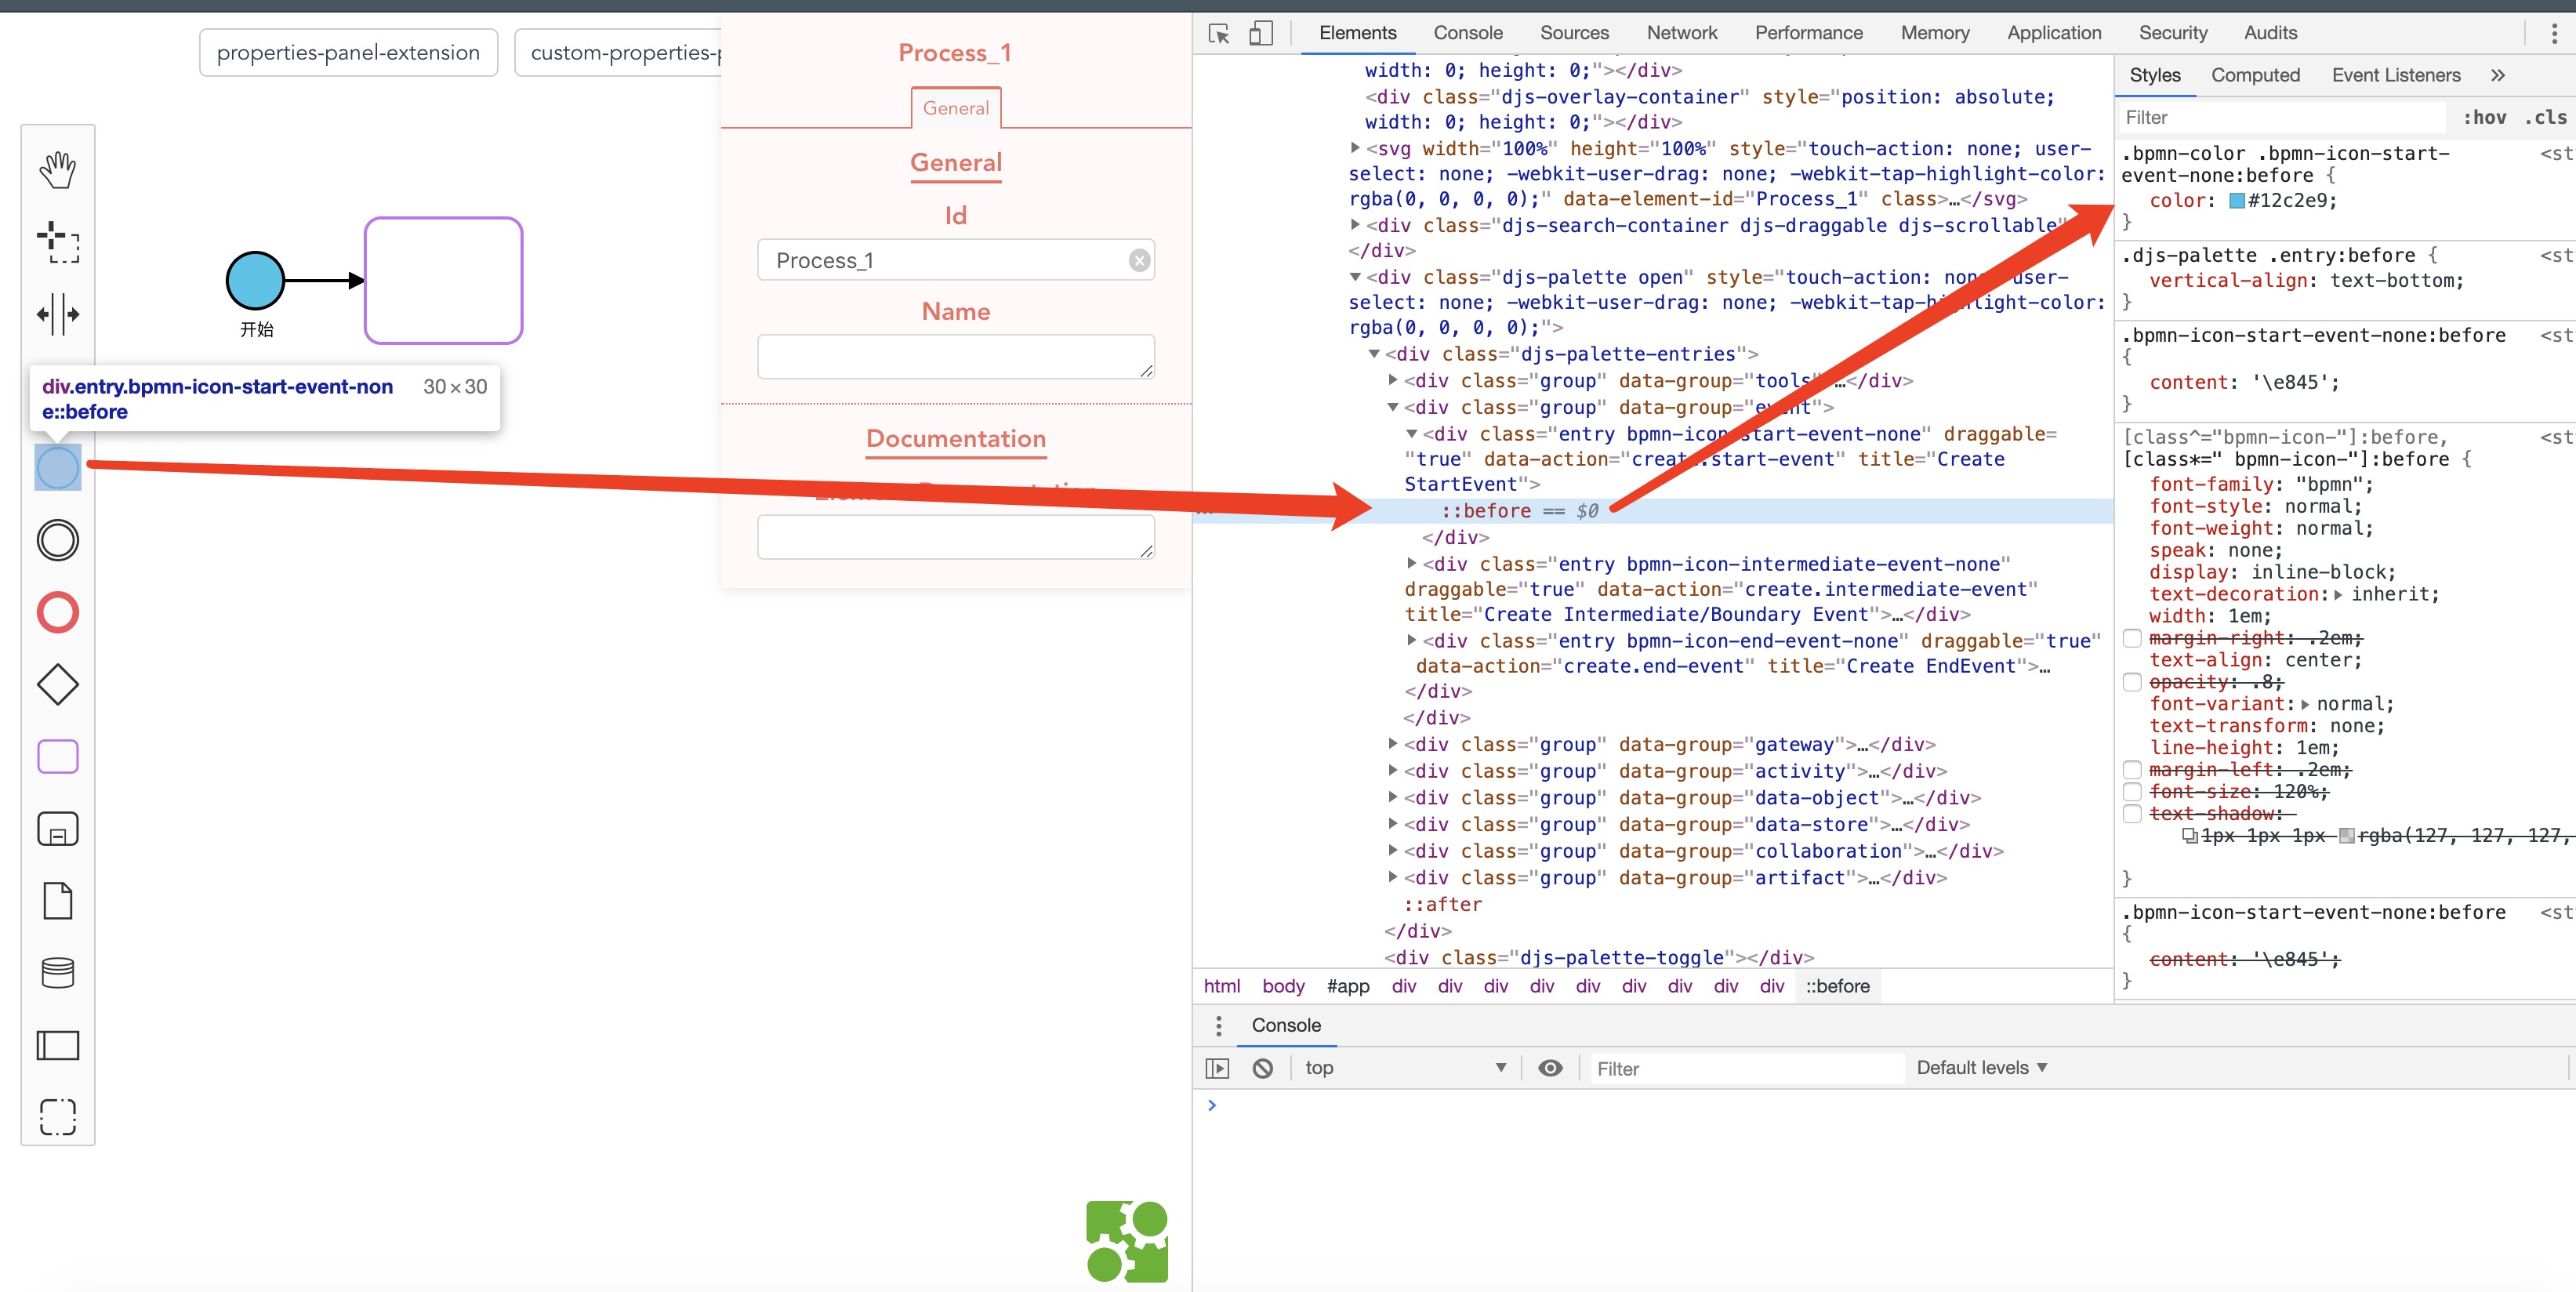 properties-panel-extension
custom-properties-p
开始
div.entry.bpmn-icon-start-event-non 30×30
e::before
Process_1
General
General
Id
Process_1
Name
Documentation
Elements Console Sources Network Performance Memory Application Security Audits
width: 0; height: 0;"></div>
<div class="djs-overlay-container" style="position: absolute;
width: 0; height: 0;"></div>
<svg width="100%" height="100%" style="touch-action: none; user-
select: none; -webkit-user-drag: none; -webkit-tap-highlight-color:
rgba(0, 0, 0, 0);" data-element-id="Process_1" class>…</svg>
<div class="djs-search-container djs-draggable djs-scrollable"
</div>
<div class="djs-palette open" style="touch-action: none; user-
select: none; -webkit-user-drag: none; -webkit-tap-highlight-color:
rgba(0, 0, 0, 0);">
<div class="djs-palette-entries">
<div class="group" data-group="tools" …</div>
<div class="group" data-group="event">
<div class="entry bpmn-icon-start-event-none" draggable=
"true" data-action="create.start-event" title="Create
StartEvent">
::before == $0
</div>
<div class="entry bpmn-icon-intermediate-event-none"
draggable="true" data-action="create.intermediate-event"
title="Create Intermediate/Boundary Event">…</div>
<div class="entry bpmn-icon-end-event-none" draggable="true"
data-action="create.end-event" title="Create EndEvent">…
</div>
</div>
<div class="group" data-group="gateway">…</div>
<div class="group" data-group="activity">…</div>
<div class="group" data-group="data-object">…</div>
<div class="group" data-group="data-store">…</div>
<div class="group" data-group="collaboration">…</div>
<div class="group" data-group="artifact">…</div>
::after
</div>
<div class="djs-palette-toggle"></div>
html body #app div div div div div div div div div ::before
Styles Computed Event Listeners »
Filter :hov .cls
.bpmn-color .bpmn-icon-start- <st
event-none:before {
color: #12c2e9;
}
.djs-palette .entry:before { <st
vertical-align: text-bottom;
}
.bpmn-icon-start-event-none:before <st
{
content: '\e845';
}
[class^="bpmn-icon-"]:before, <st
[class*=" bpmn-icon-"]:before {
font-family: "bpmn";
font-style: normal;
font-weight: normal;
speak: none;
display: inline-block;
text-decoration: inherit;
width: 1em;
margin-right: .2em;
text-align: center;
opacity: .8;
font-variant: normal;
text-transform: none;
line-height: 1em;
margin-left: .2em;
font-size: 120%;
text-shadow:
1px 1px 1px rgba(127, 127, 127,
}
.bpmn-icon-start-event-none:before <st
{
content: '\e845';
}
Console
top Filter Default levels